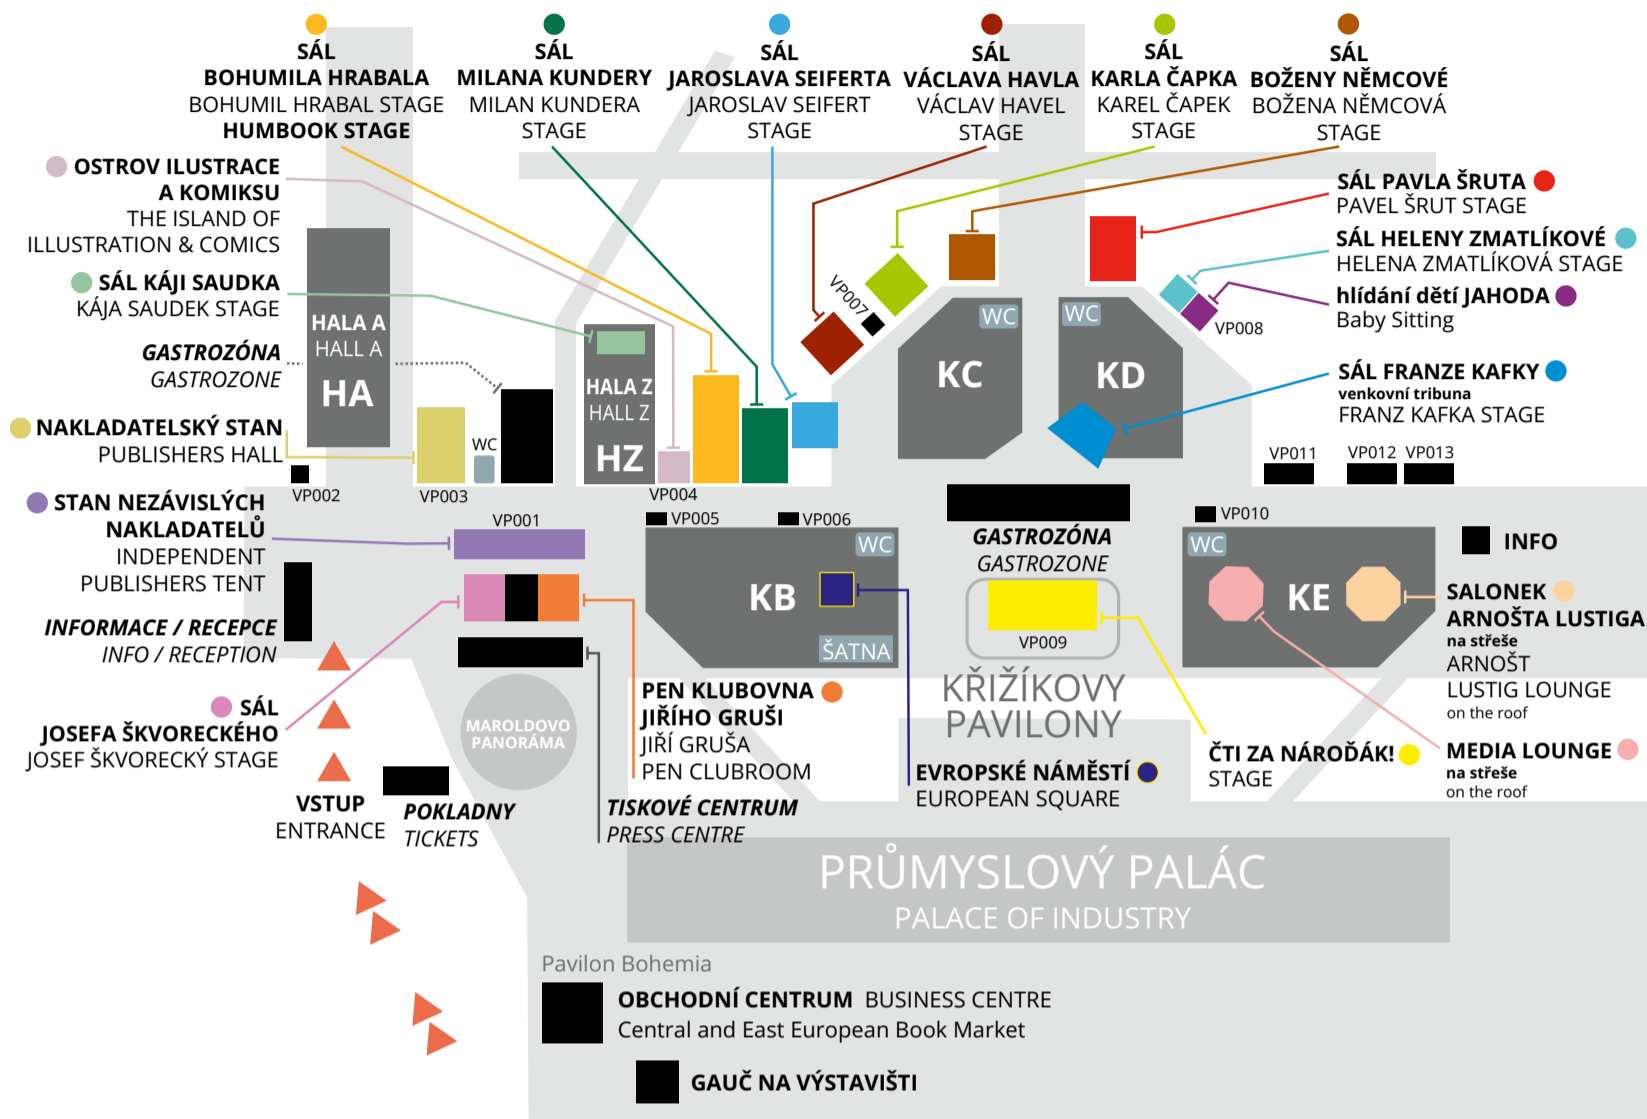 SÁL
BOHUMILA HRABALA
BOHUMIL HRABAL STAGE
HUMBOOK STAGE
SÁL
MILANA KUNDERY
MILAN KUNDERA
STAGE
SÁL
JAROSLAVA SEIFERTA
JAROSLAV SEIFERT
STAGE
SÁL
VÁCLAVA HAVLA
VÁCLAV HAVEL
STAGE
SÁL
KARLA ČAPKA
KAREL ČAPEK
STAGE
SÁL
BOŽENY NĚMCOVÉ
BOŽENA NĚMCOVÁ
STAGE
OSTROV ILUSTRACE
A KOMIKSU
THE ISLAND OF
ILLUSTRATION & COMICS
SÁL KÁJI SAUDKA
KÁJA SAUDEK STAGE
GASTROZÓNA
GASTROZONE
NAKLADATELSKÝ STAN
PUBLISHERS HALL
STAN NEZÁVISLÝCH
NAKLADATELŮ
INDEPENDENT
PUBLISHERS TENT
INFORMACE / RECEPCE
INFO / RECEPTION
SÁL
JOSEFA ŠKVORECKÉHO
JOSEF ŠKVORECKÝ STAGE
HALA A
HALL A
HA
VP002
VP003
WC
HALA Z
HALL Z
HZ
VP004
VP007
WC
KC
WC
KD
SÁL PAVLA ŠRUTA
PAVEL ŠRUT STAGE
SÁL HELENY ZMATLÍKOVÉ
HELENA ZMATLÍKOVÁ STAGE
hlídání dětí JAHODA
Baby Sitting
VP008
SÁL FRANZE KAFKY
venkovní tribuna
FRANZ KAFKA STAGE
VP011
VP012
VP013
VP001
VP005
VP006
WC
KB
ŠATNA
GASTROZÓNA
GASTROZONE
VP009
KŘIŽÍKOVY
PAVILONY
VP010
WC
KE
INFO
SALONEK
ARNOŠTA LUSTIGA
na střeše
ARNOŠT
LUSTIG LOUNGE
on the roof
MEDIA LOUNGE
na střeše
on the roof
ČTI ZA NÁROĎÁK!
STAGE
EVROPSKÉ NÁMĚSTÍ
EUROPEAN SQUARE
PEN KLUBOVNA
JIŘÍHO GRUŠI
JIŘÍ GRUŠA
PEN CLUBROOM
TISKOVÉ CENTRUM
PRESS CENTRE
MAROLDOVO
PANORÁMA
VSTUP
ENTRANCE
POKLADNY
TICKETS
PRŮMYSLOVÝ PALÁC
PALACE OF INDUSTRY
Pavilon Bohemia
OBCHODNÍ CENTRUM BUSINESS CENTRE
Central and East European Book Market
GAUČ NA VÝSTAVIŠTI